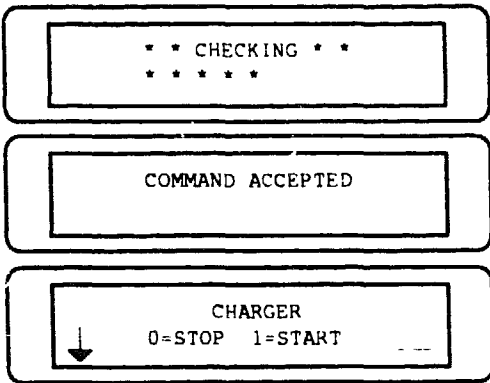 * * CHECKING * *
* * * * *
COMMAND ACCEPTED
CHARGER
0=STOP 1=START